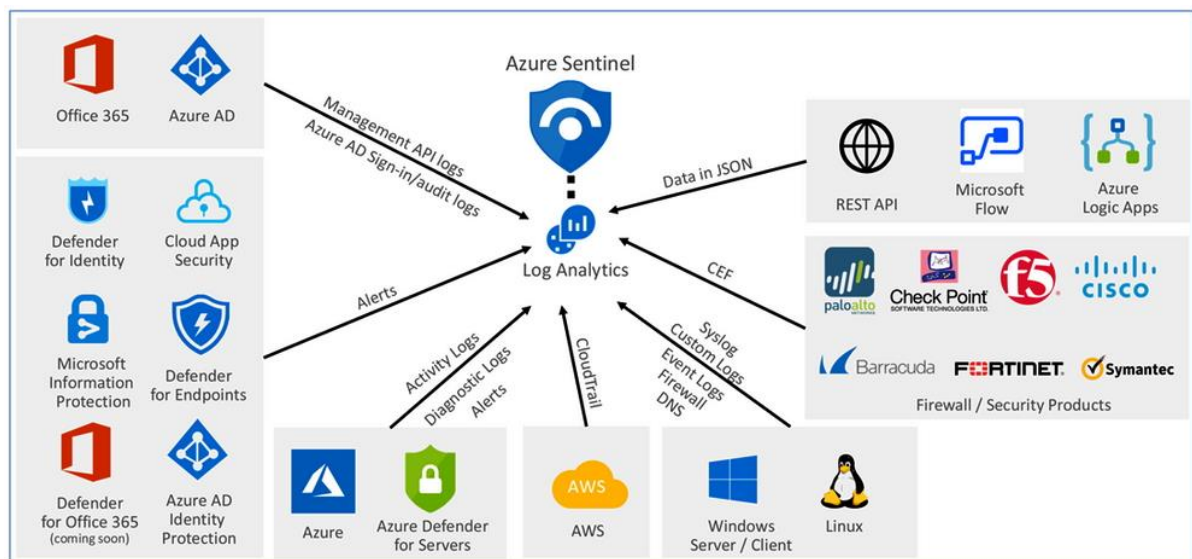 Azure Sentinel
Office 365
Azure AD
Management API logs
Azure AD Sign-in/audit logs
Defender
for Identity
Cloud App
Security
Microsoft
Information
Protection
Defender
for Endpoints
Defender
for Office 365
(coming soon)
Azure AD
Identity
Protection
Alerts
Log Analytics
Data in JSON
REST API
Microsoft
Flow
Azure
Logic Apps
CEF
paloalto
NETWORKS
Check Point
SOFTWARE TECHNOLOGIES LTD.
f5
CISCO
Barracuda
FORTINET
Symantec
Firewall / Security Products
Activity Logs
Diagnostic Logs
Alerts
Azure
Azure Defender
for Servers
CloudTrail
AWS
AWS
Syslog
Custom Logs
Event Logs
Firewall
DNS
Windows
Server / Client
Linux